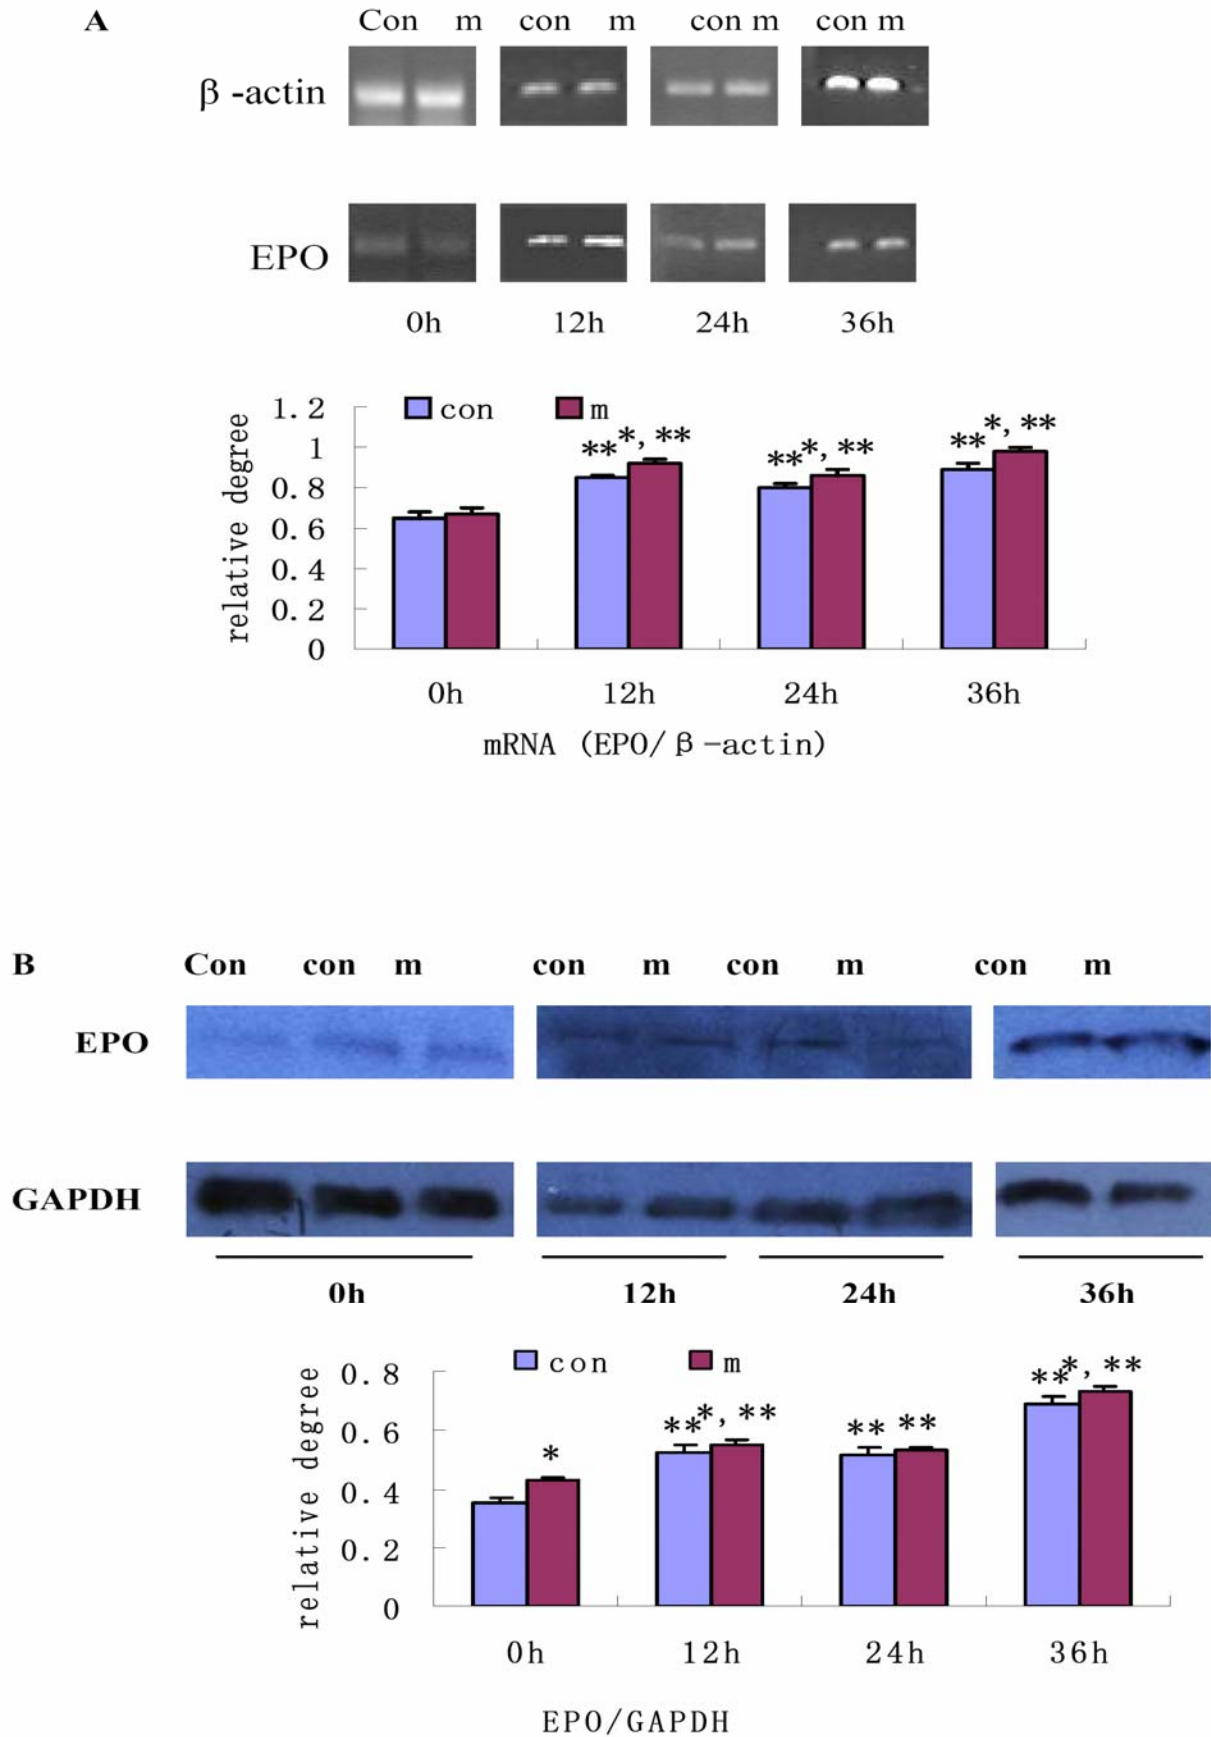 A Con m con m con m con m
β-actin
EPO
0h 12h 24h 36h
con m
** *, ** ** *, ** ** *, **
relative degree
1.2
1
0.8
0.6
0.4
0.2
0
0h 12h 24h 36h
mRNA (EPO/β-actin)
B Con con m con m con m con m
EPO
GAPDH
0h 12h 24h 36h
con m
* ** *, ** ** ** ** *, **
relative degree
0.8
0.6
0.4
0.2
0
0h 12h 24h 36h
EPO/GAPDH